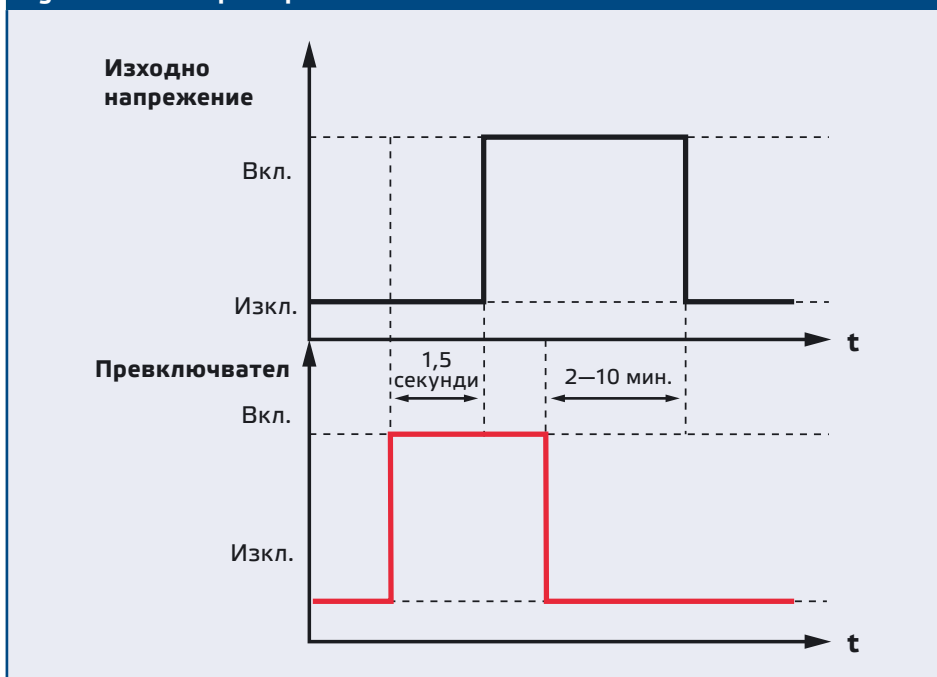 Изходно
напрежение
Вкл.
Изкл.
t
Превключвател
1,5
секунди
2—10 мин.
Вкл.
Изкл.
t